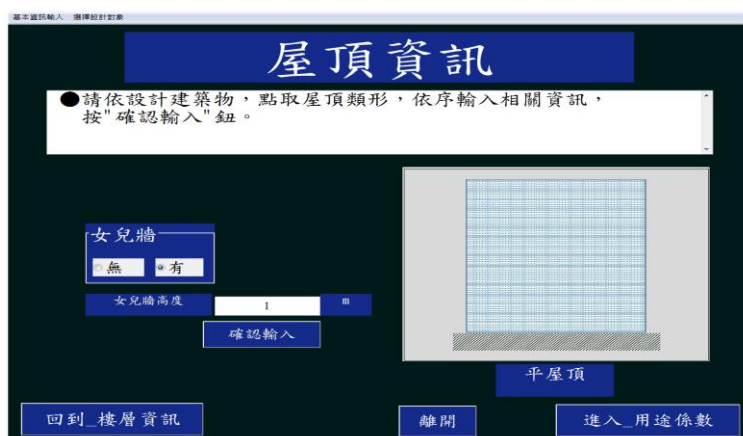 基本資訊輸入 選擇設計對象
屋頂資訊
●請依設計建築物，點取屋頂類形，依序輸入相關資訊，
按"確認輸入"鈕。
女兒牆
無 有
女兒牆高度 1 m
確認輸入
平屋頂
回到_樓層資訊 離開 進入_用途係數